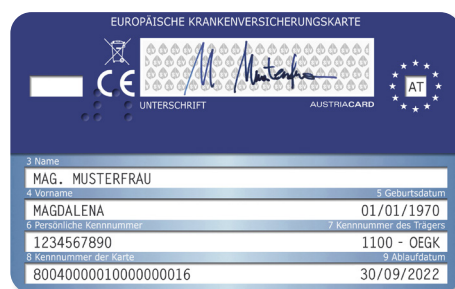 EUROPÄISCHE KRANKENVERSICHERUNGSKARTE
CE
M Musterfrau
UNTERSCHRIFT
AUSTRIACARD
AT
3 Name
MAG. MUSTERFRAU
4 Vorname 5 Geburtsdatum
MAGDALENA 01/01/1970
6 Persönliche Kennnummer 7 Kennnummer des Trägers
1234567890 1100 - OEGK
8 Kennnummer der Karte 9 Ablaufdatum
80040000010000000016 30/09/2022